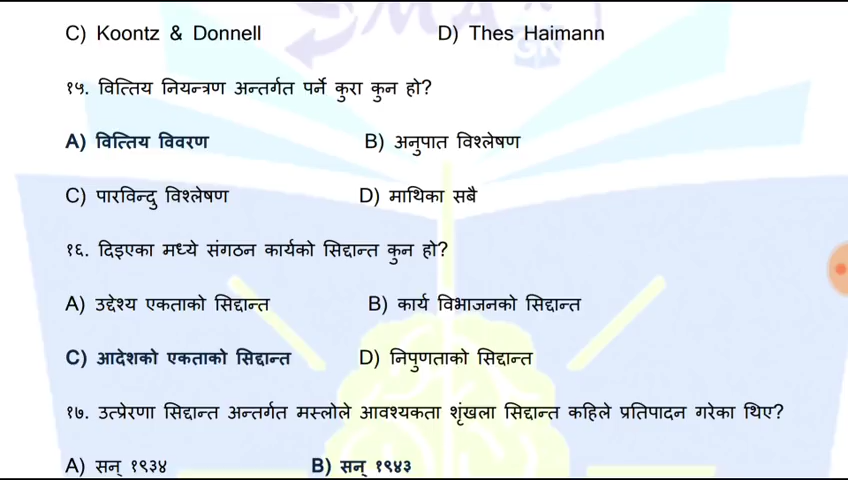 C) Koontz & Donnell D) Thes Haimann
१५. वित्तिय नियन्त्रण अन्तर्गत पर्ने कुरा कुन हो?
A) वित्तिय विवरण B) अनुपात विश्लेषण
C) पारविन्दु विश्लेषण D) माथिका सबै
१६. दिइएका मध्ये संगठन कार्यको सिद्दान्त कुन हो?
A) उद्देश्य एकताको सिद्दान्त B) कार्य विभाजनको सिद्दान्त
C) आदेशको एकताको सिद्दान्त D) निपुणताको सिद्दान्त
१७. उत्प्रेरणा सिद्दान्त अन्तर्गत मस्लोले आवश्यकता शृंखला सिद्दान्त कहिले प्रतिपादन गरेका थिए?
A) सन् १९३४ B) सन् १९४३